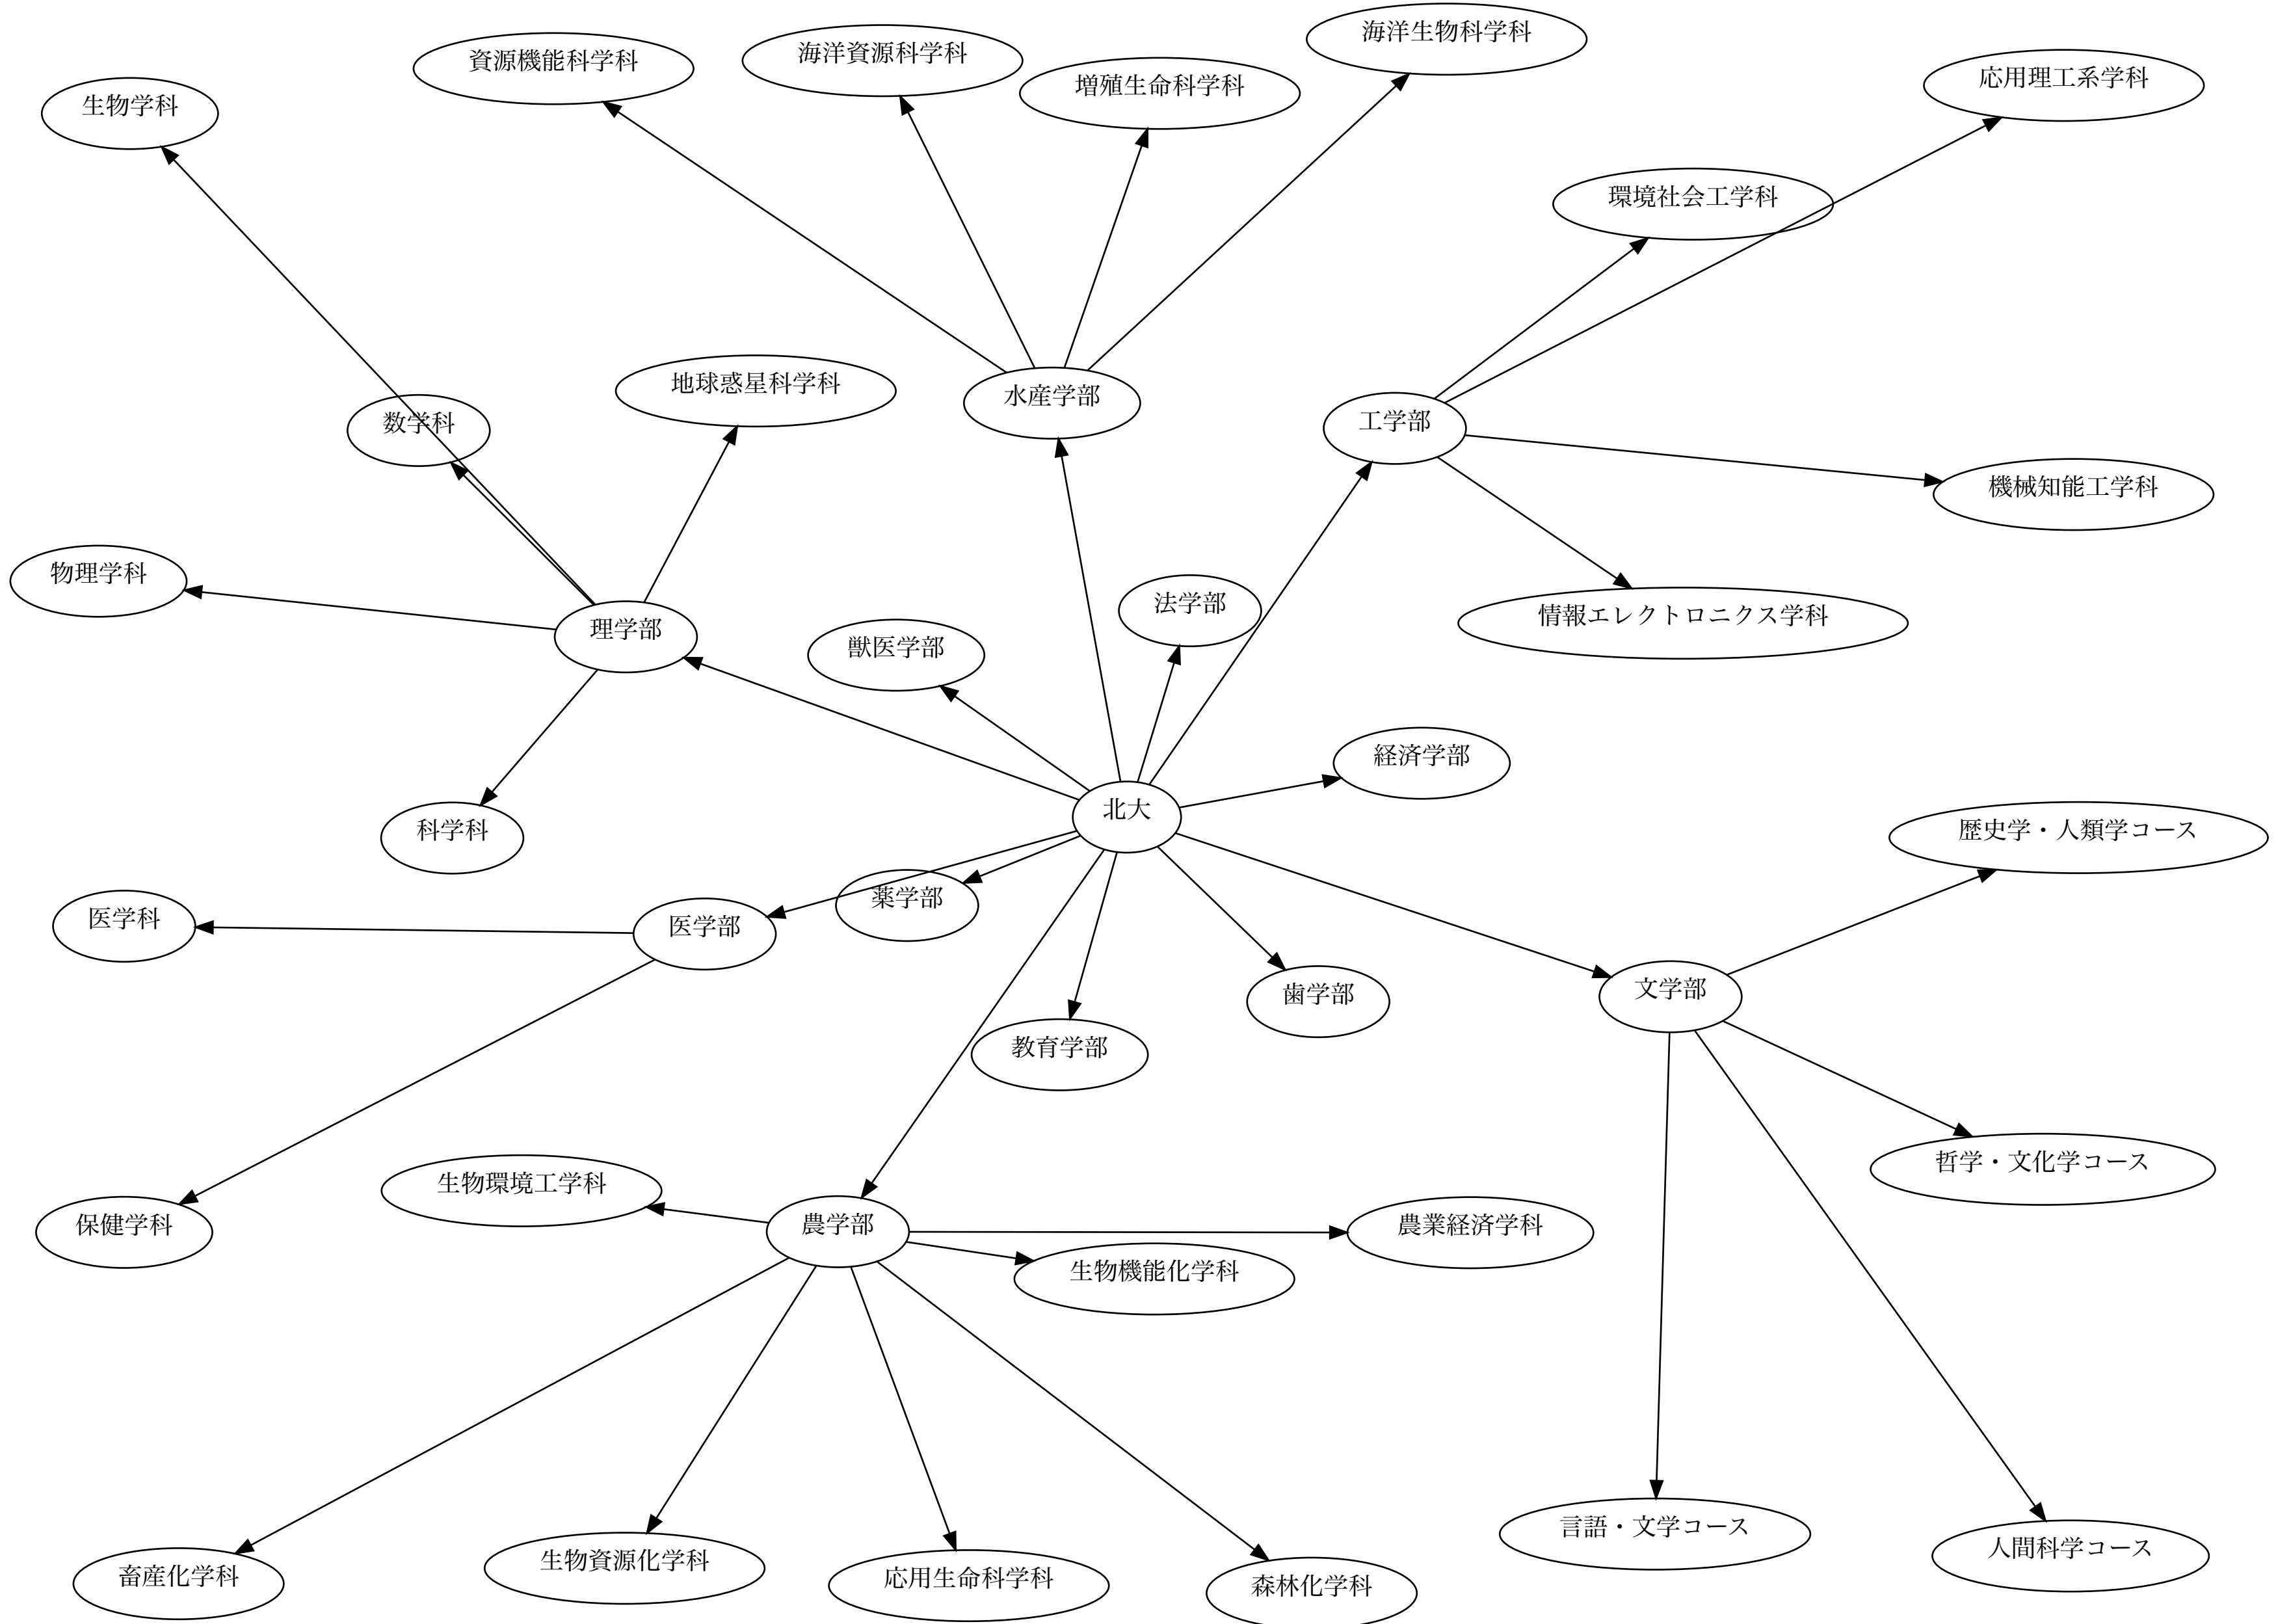 海洋生物科学科
海洋資源科学科
資源機能科学科
応用理工系学科
増殖生命科学科
生物学科
環境社会工学科
地球惑星科学科
水産学部
工学部
数学科
機械知能工学科
物理学科
法学部
情報エレクトロニクス学科
理学部
獣医学部
経済学部
北大
科学科
歴史学・人類学コース
薬学部
医学科
医学部
文学部
歯学部
教育学部
哲学・文化学コース
生物環境工学科
保健学科
農学部
農業経済学科
生物機能化学科
言語・文学コース
人間科学コース
生物資源化学科
畜産化学科
応用生命科学科
森林化学科